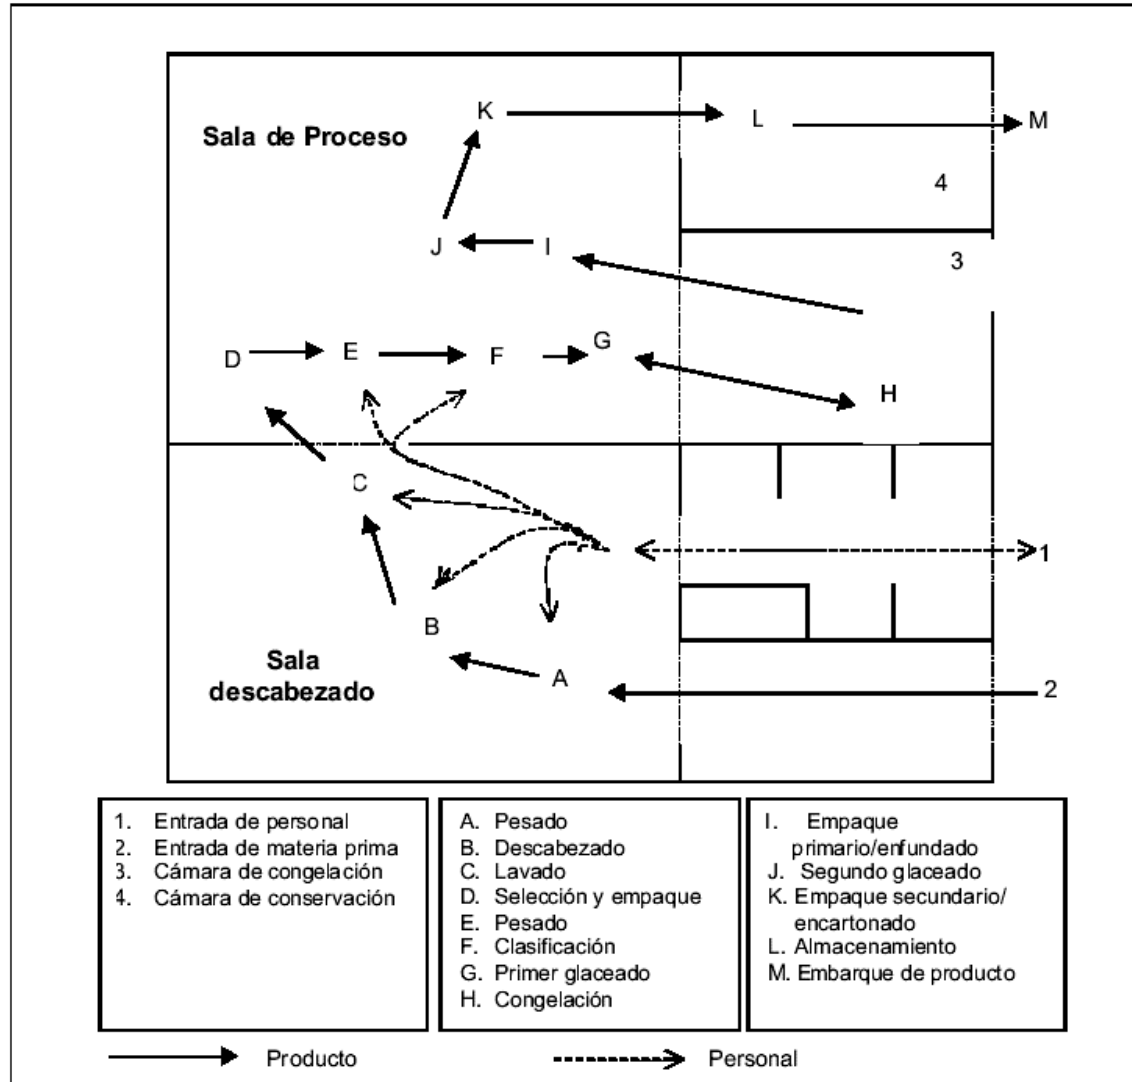 K
L
M
Sala de Proceso
4
J
I
3
D
E
F
G
H
C
1
B
Sala
descabezado
A
2
1. Entrada de personal
2. Entrada de materia prima
3. Cámara de congelación
4. Cámara de conservación
A. Pesado
B. Descabezado
C. Lavado
D. Selección y empaque
E. Pesado
F. Clasificación
G. Primer glaceado
H. Congelación
I. Empaque
primario/enfundado
J. Segundo glaceado
K. Empaque secundario/
encartonado
L. Almacenamiento
M. Embarque de producto
Producto
Personal